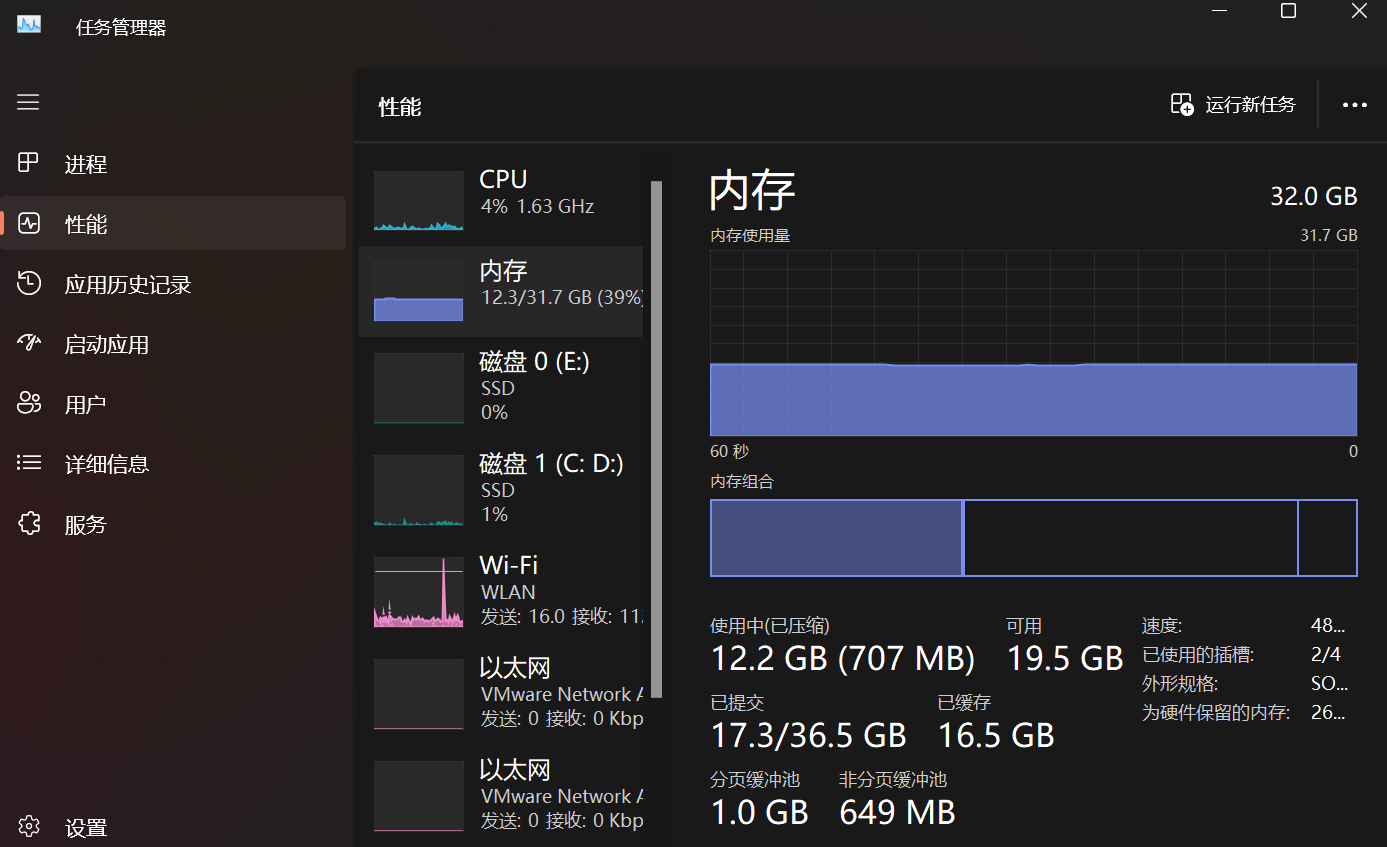 任务管理器
性能
运行新任务
进程
性能
应用历史记录
启动应用
用户
详细信息
服务
设置
CPU
4% 1.63 GHz
内存
12.3/31.7 GB (39%)
磁盘 0 (E:)
SSD
0%
磁盘 1 (C: D:)
SSD
1%
Wi-Fi
WLAN
发送: 16.0 接收:
以太网
VMware Network
发送: 0 接收: 0 Kbp
以太网
VMware Network
发送: 0 接收: 0 Kbp
内存
32.0 GB
内存使用量
31.7 GB
60 秒
0
内存组合
使用中(已压缩)
12.2 GB (707 MB)
可用
19.5 GB
已提交
17.3/36.5 GB
已缓存
16.5 GB
分页缓冲池
1.0 GB
非分页缓冲池
649 MB
速度: 48...
已使用的插槽: 2/4
外形规格: SO...
为硬件保留的内存: 26...